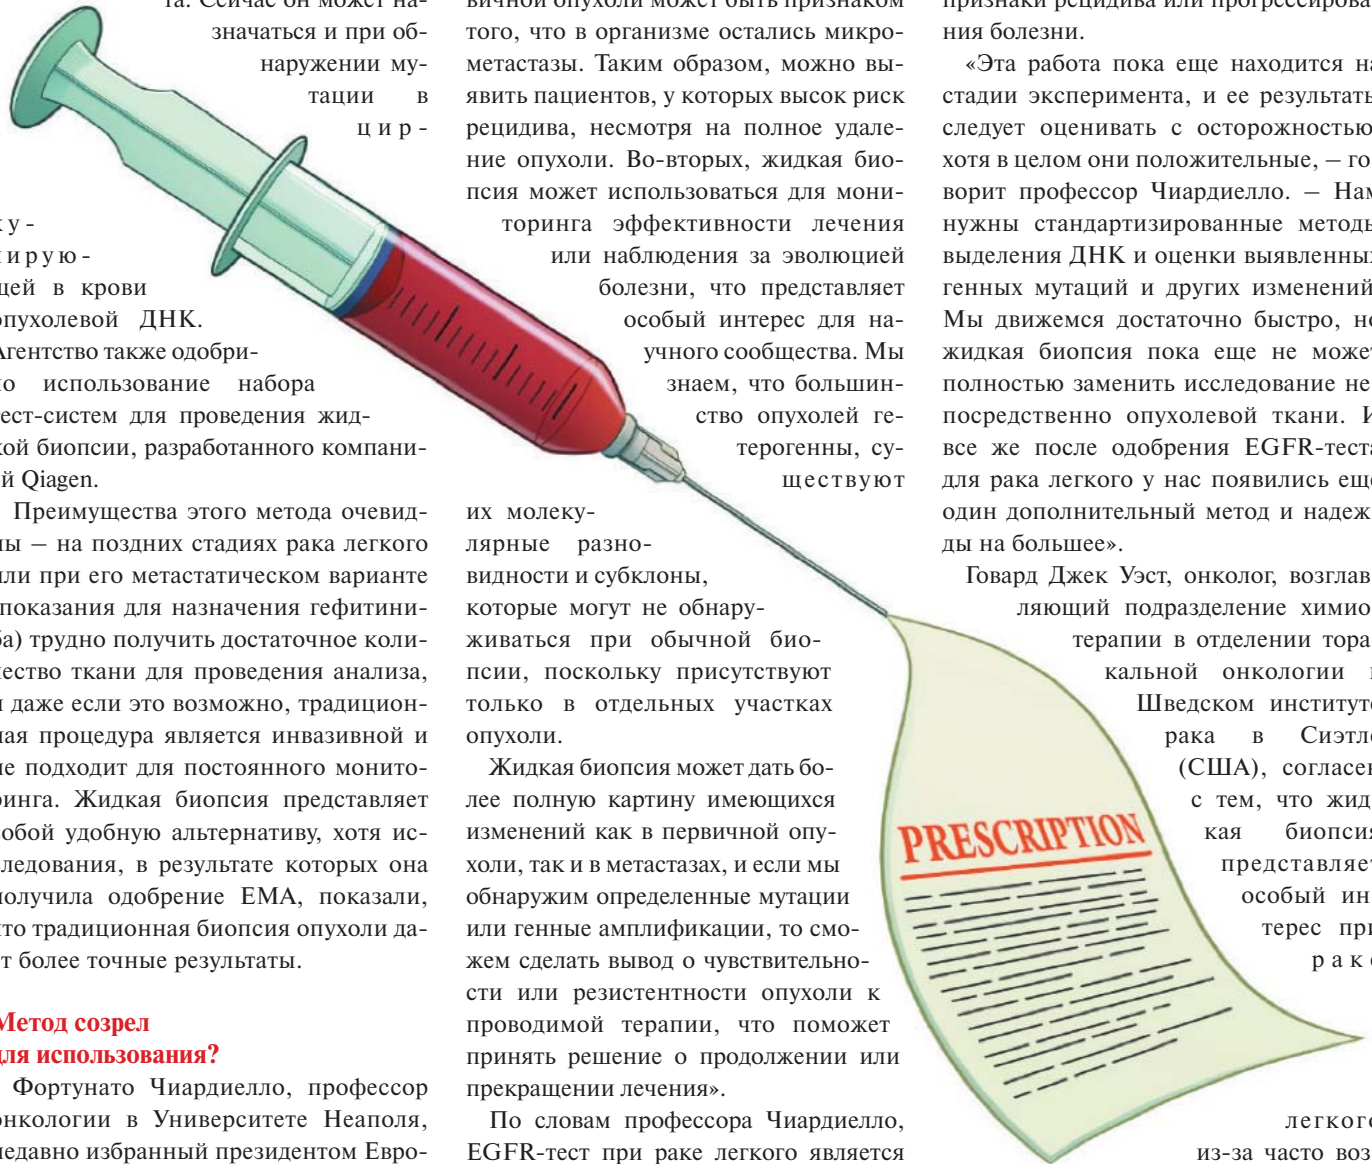 та. Сейчас он может на-
значаться и при об-
наружении му-
тации в
цир-
ку-
лирую-
щей в крови
опухолевой ДНК.
Агентство также одобри-
ло использование набора
тест-систем для проведения жид-
кой биопсии, разработанного компани-
ей Qiagen.
Преимущества этого метода очевид-
ны – на поздних стадиях рака легкого
или при его метастатическом варианте
(показания для назначения гефитини-
ба) трудно получить достаточное коли-
чество ткани для проведения анализа,
и даже если это возможно, традицион-
ная процедура является инвазивной и
не подходит для постоянного монито-
ринга. Жидкая биопсия представляет
собой удобную альтернативу, хотя ис-
следования, в результате которых она
получила одобрение EMA, показали,
что традиционная биопсия опухоли да-
ет более точные результаты.
Метод созрел
для использования?
Фортунато Чиардиелло, профессор
онкологии в Университете Неаполя,
недавно избранный президентом Евро-
вичной опухоли может быть признаком
того, что в организме остались микро-
метастазы. Таким образом, можно вы-
явить пациентов, у которых высок риск
рецидива, несмотря на полное удале-
ние опухоли. Во-вторых, жидкая био-
псия может использоваться для мони-
торинга эффективности лечения
или наблюдения за эволюцией
болезни, что представляет
особый интерес для на-
учного сообщества. Мы
знаем, что большин-
ство опухолей ге-
терогенны, су-
ществуют
их молеку-
лярные разно-
видности и субклоны,
которые могут не обнару-
живаться при обычной био-
псии, поскольку присутствуют
только в отдельных участках
опухоли.
Жидкая биопсия может дать бо-
лее полную картину имеющихся
изменений как в первичной опу-
холи, так и в метастазах, и если мы
обнаружим определенные мутации
или генные амплификации, то смо-
жем сделать вывод о чувствительно-
сти или резистентности опухоли к
проводимой терапии, что поможет
принять решение о продолжении или
прекращении лечения».
По словам профессора Чиардиелло,
EGFR-тест при раке легкого является
признаки рецидива или прогрессирова-
ния болезни.
«Эта работа пока еще находится на
стадии эксперимента, и ее результаты
следует оценивать с осторожностью,
хотя в целом они положительные, – го-
ворит профессор Чиардиелло. – Нам
нужны стандартизированные методы
выделения ДНК и оценки выявленных
генных мутаций и других изменений.
Мы движемся достаточно быстро, но
жидкая биопсия пока еще не может
полностью заменить исследование не-
посредственно опухолевой ткани. И
все же после одобрения EGFR-теста
для рака легкого у нас появились еще
один дополнительный метод и надеж-
ды на большее».
Говард Джек Уэст, онколог, возглав-
ляющий подразделение химио-
терапии в отделении тора-
кальной онкологии в
Шведском институте
рака в Сиэтле
(США), согласен
с тем, что жид-
кая биопсия
представляет
особый ин-
терес при
раке
легкого
из-за часто воз-
PRESCRIPTION